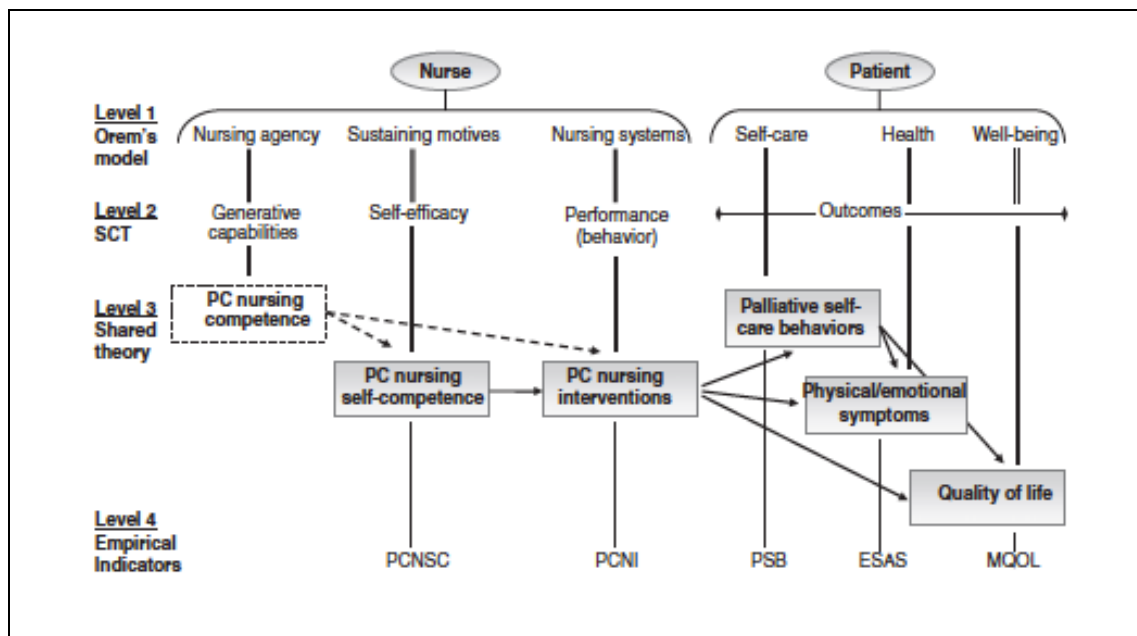 Nurse
Patient
Level 1
Orem's
model
Nursing agency
Sustaining motives
Nursing systems
Self-care
Health
Well-being
Level 2
SCT
Generative
capabilities
Self-efficacy
Performance
(behavior)
Outcomes
Level 3
Shared
theory
PC nursing
competence
Palliative self-
care behaviors
PC nursing
self-competence
PC nursing
interventions
Physical/emotional
symptoms
Quality of life
Level 4
Empirical
Indicators
PCNSC
PCNI
PSB
ESAS
MQOL